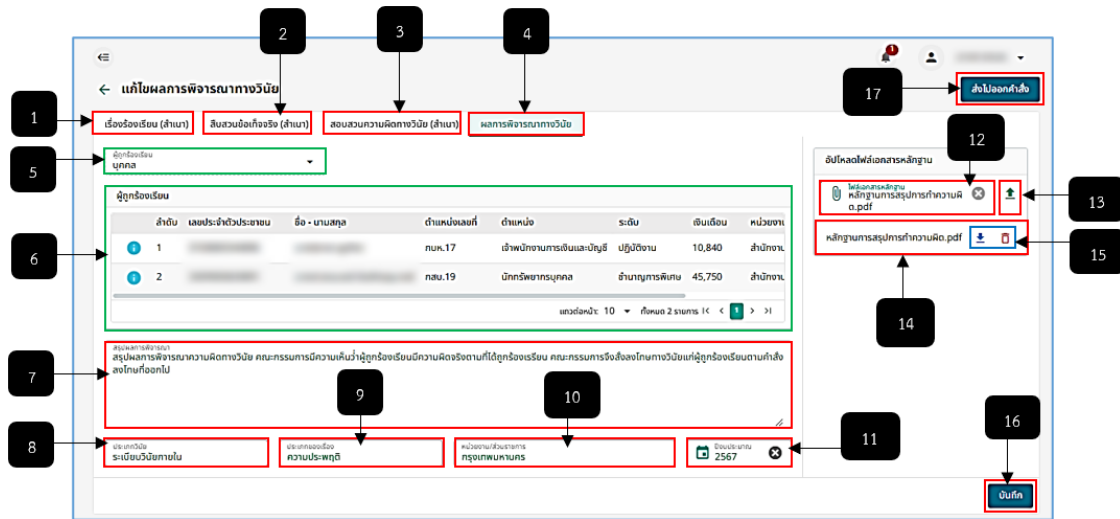 2
3
4
1
แก้ไขผลการพิจารณาทางวินัย
17
ส่งไปออกคำสั่ง
1
เรื่องร้องเรียน (สำเนา)
สืบสวนข้อเท็จจริง (สำเนา)
สอบสวนความผิดทางวินัย (สำเนา)
ผลการพิจารณาทางวินัย
12
5
ผู้ถูกร้องเรียน
บุคคล
อัปโหลดไฟล์เอกสารหลักฐาน
ไฟล์เอกสารหลักฐาน
หลักฐานการสรุปการทำความผิ
ด.pdf
13
ผู้ถูกร้องเรียน
ลำดับ เลขประจำตัวประชาชน ชื่อ - นามสกุล ตำแหน่งเลขที่ ตำแหน่ง ระดับ เงินเดือน หน่วยงาน
6
1 กบห.17 เจ้าพนักงานการเงินและบัญชี ปฏิบัติงาน 10,840 สำนักงาน
หลักฐานการสรุปการทำความผิด.pdf
15
2 กสบ.19 นักทรัพยากรบุคคล ชำนาญการพิเศษ 45,750 สำนักงาน
แถวต่อหน้า: 10 ทั้งหมด 2 รายการ 1
14
สรุปผลการพิจารณา
สรุปผลการพิจารณาความผิดทางวินัย คณะกรรมการมีความเห็นว่าผู้ถูกร้องเรียนมีความผิดจริงตามที่ได้ถูกร้องเรรียน คณะกรรมการจึงสั่งลงโทษทางวินัยแก่ผู้ถูกร้องเรียนตามคำสั่ง
ลงโทษที่ออกไป
7
9
10
8
ประเภทวินัย
ระเบียบวินัยภายใน
ประเภทของเรื่อง
ความประพฤติ
หน่วยงาน/ส่วนราชการ
กรุงเทพมหานคร
ปีงบประมาณ
2567
11
16
บันทึก